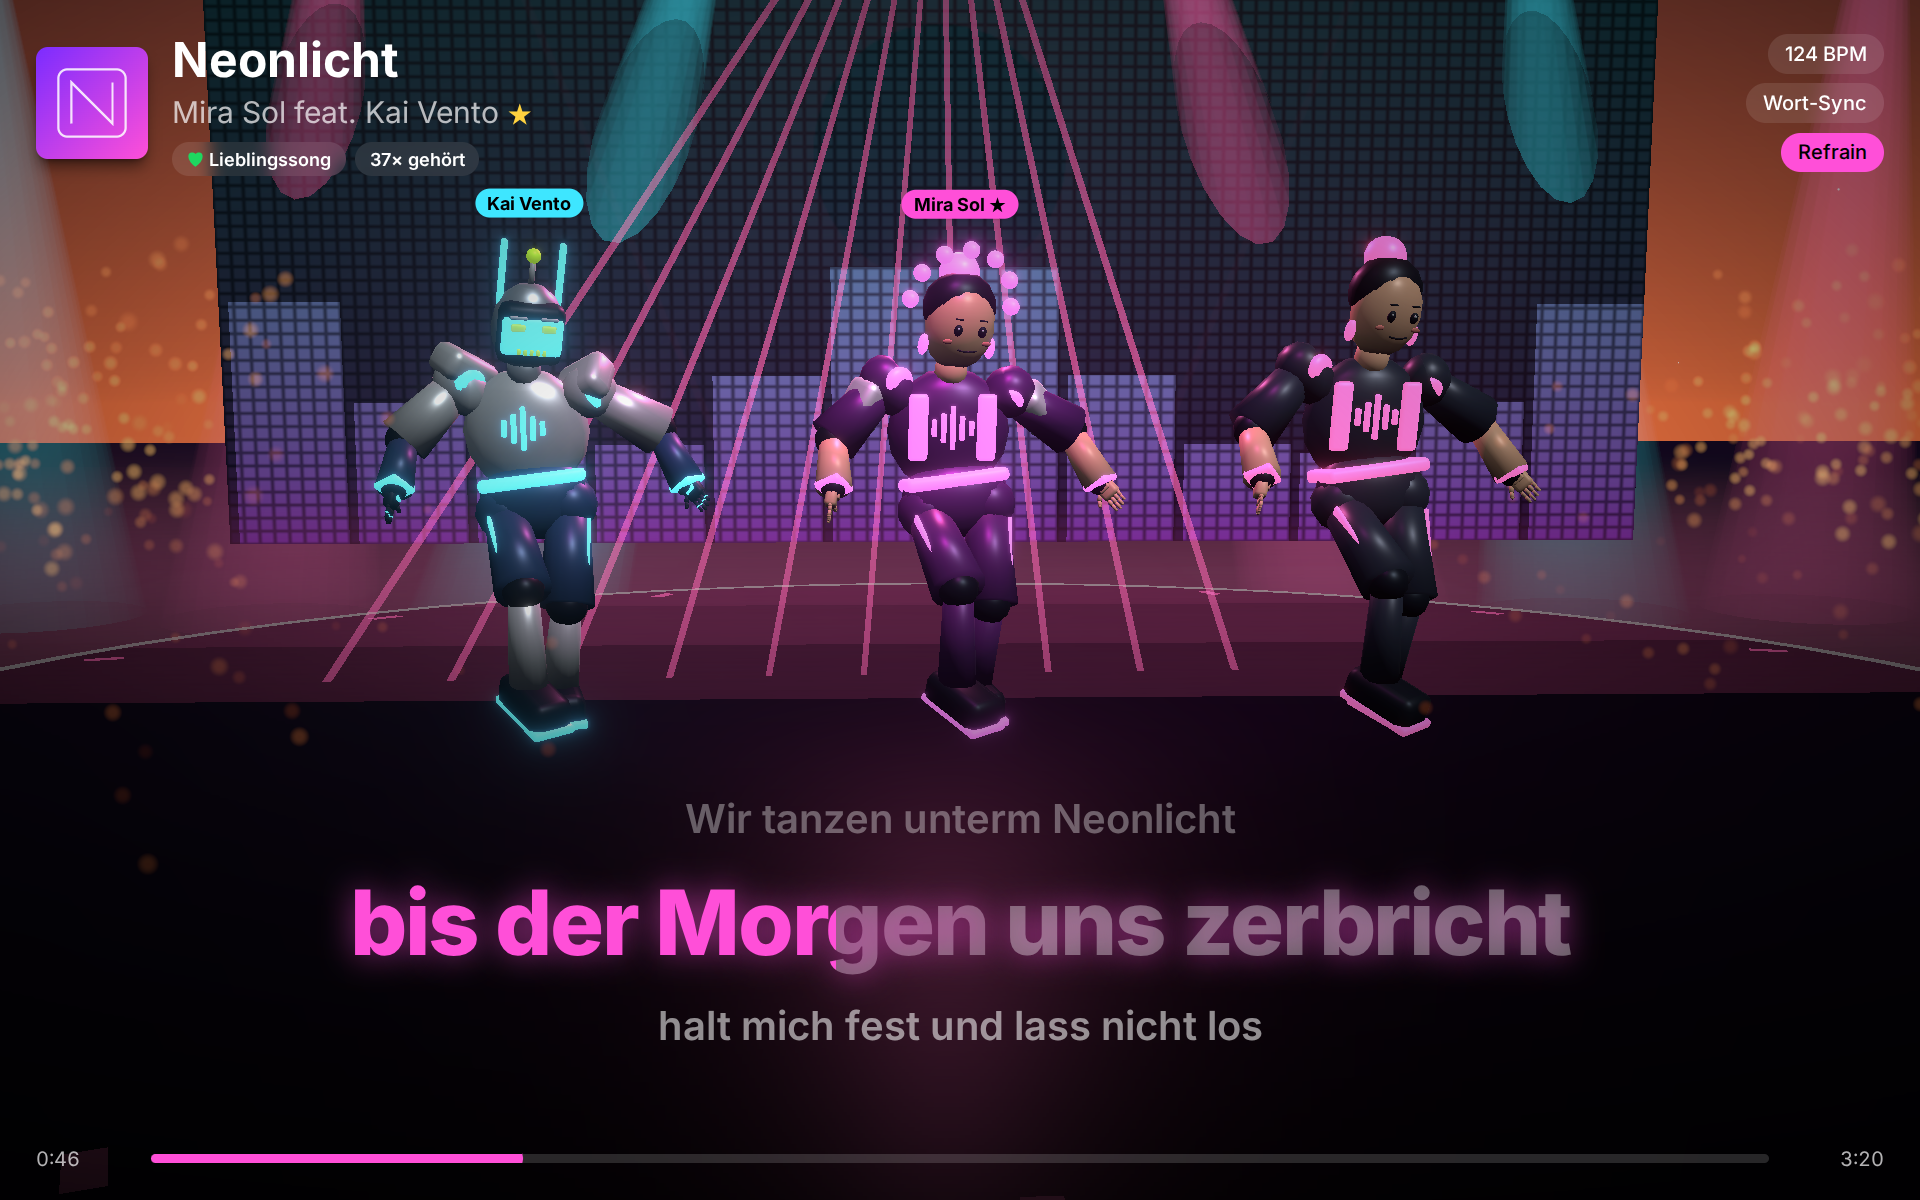 N
Neonlicht
Mira Sol feat. Kai Vento ★
Lieblingssong
37× gehört
124 BPM
Wort-Sync
Refrain
Kai Vento
Mira Sol ★
Wir tanzen unterm Neonlicht
bis der Morgen uns zerbricht
halt mich fest und lass nicht los
0:46
3:20